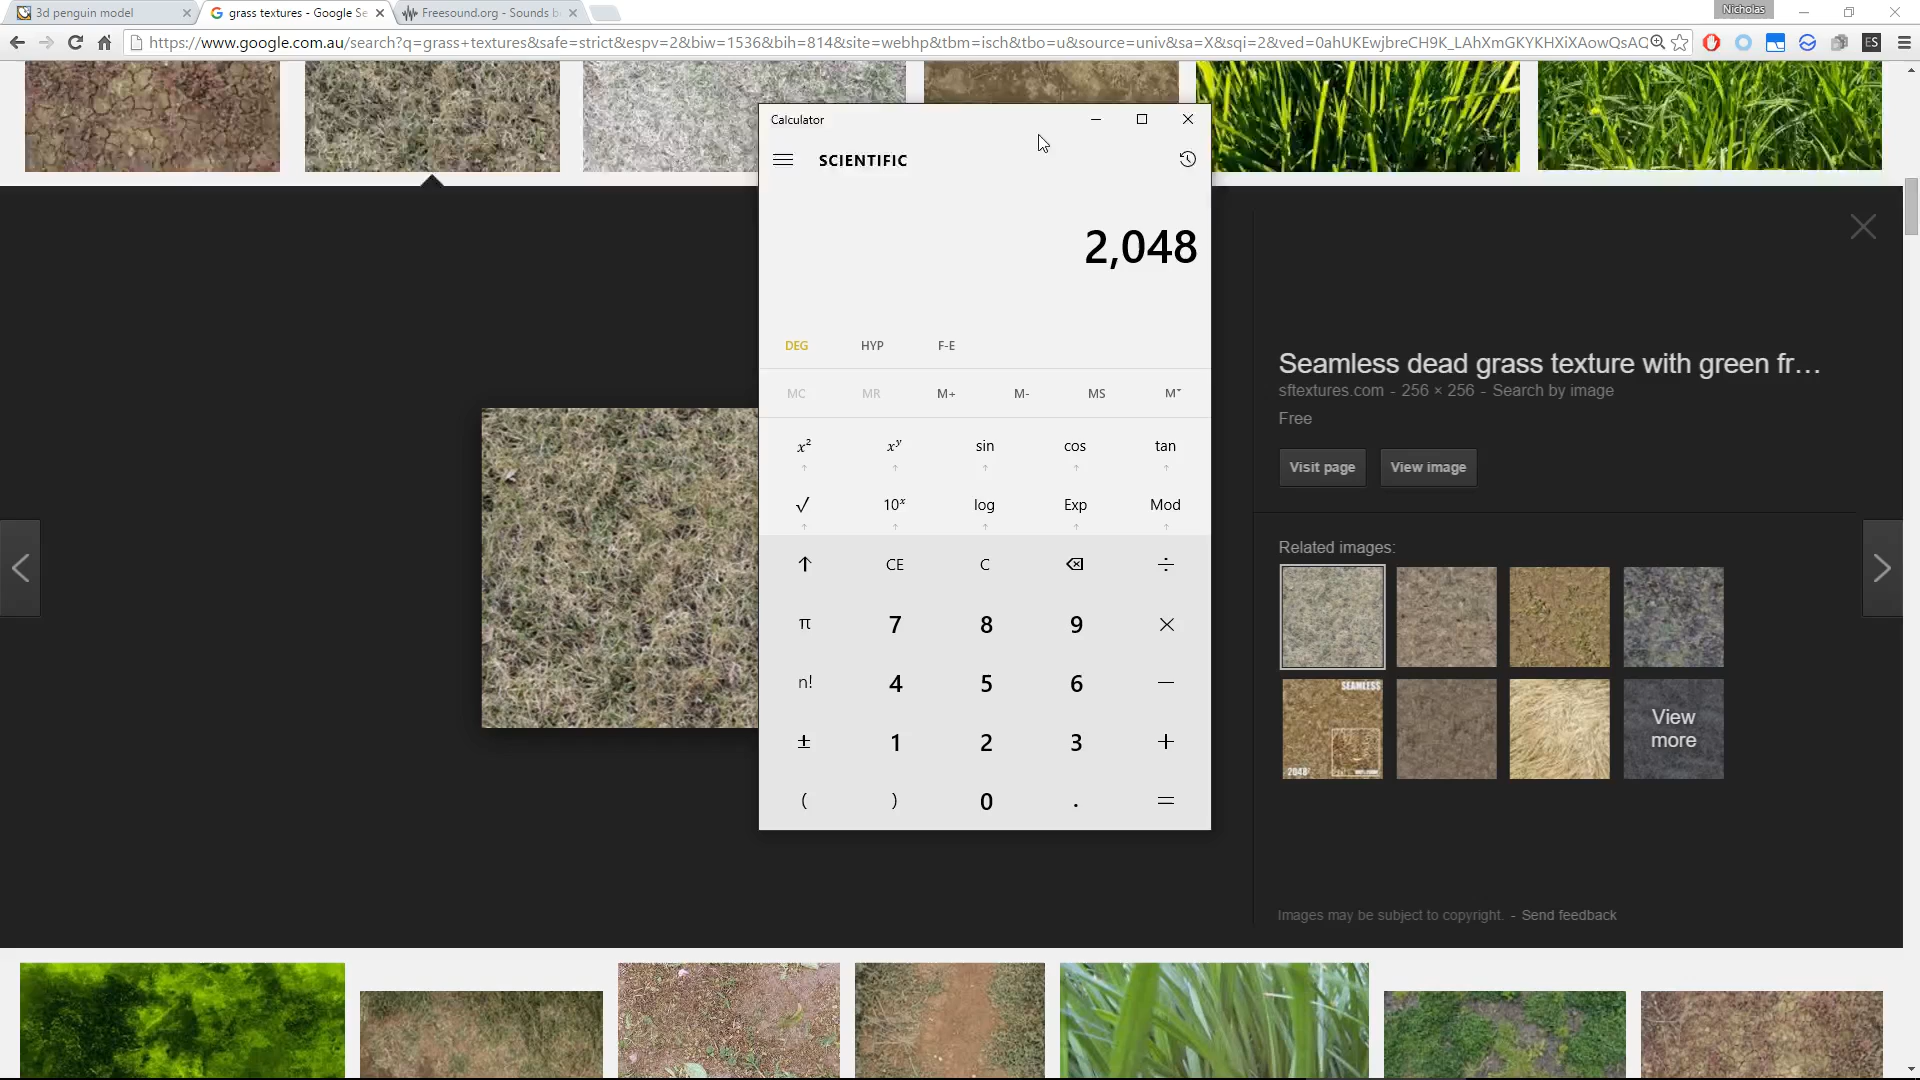 3d penguin model
grass textures - Google Se
Freesound.org - Sounds b
Nicholas
https://www.google.com.au/search?q=grass+textures&safe=strict&espv=2&biw=1536&bih=814&site=webhp&tbm=isch&tbo=u&source=univ&sa=X&sqi=2&ved=0ahUKEwjbreCH9K_LAhXmGKYKHXiXAowQsAQ
ES
Calculator
SCIENTIFIC
2,048
DEG HYP F-E
MC MR M+ M- MS M˅
x² xʸ sin cos tan
√ 10ˣ log Exp Mod
↑ CE C ⌫ ÷
π 7 8 9 ×
n! 4 5 6 −
± 1 2 3 +
( ) 0 . =
Seamless dead grass texture with green fr...
sftextures.com - 256 × 256 - Search by image
Free
Visit page View image
Related images:
SEAMLESS
2048
View
more
Images may be subject to copyright. - Send feedback